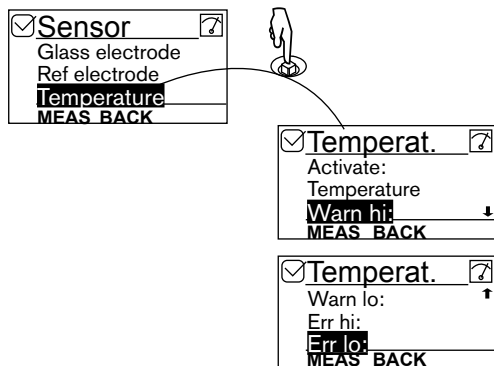 Sensor
Glass electrode
Ref electrode
Temperature
MEAS BACK
Temperat.
Activate:
Temperature
Warn hi:
MEAS BACK
Temperat.
Warn lo:
Err hi:
Err lo:
MEAS BACK